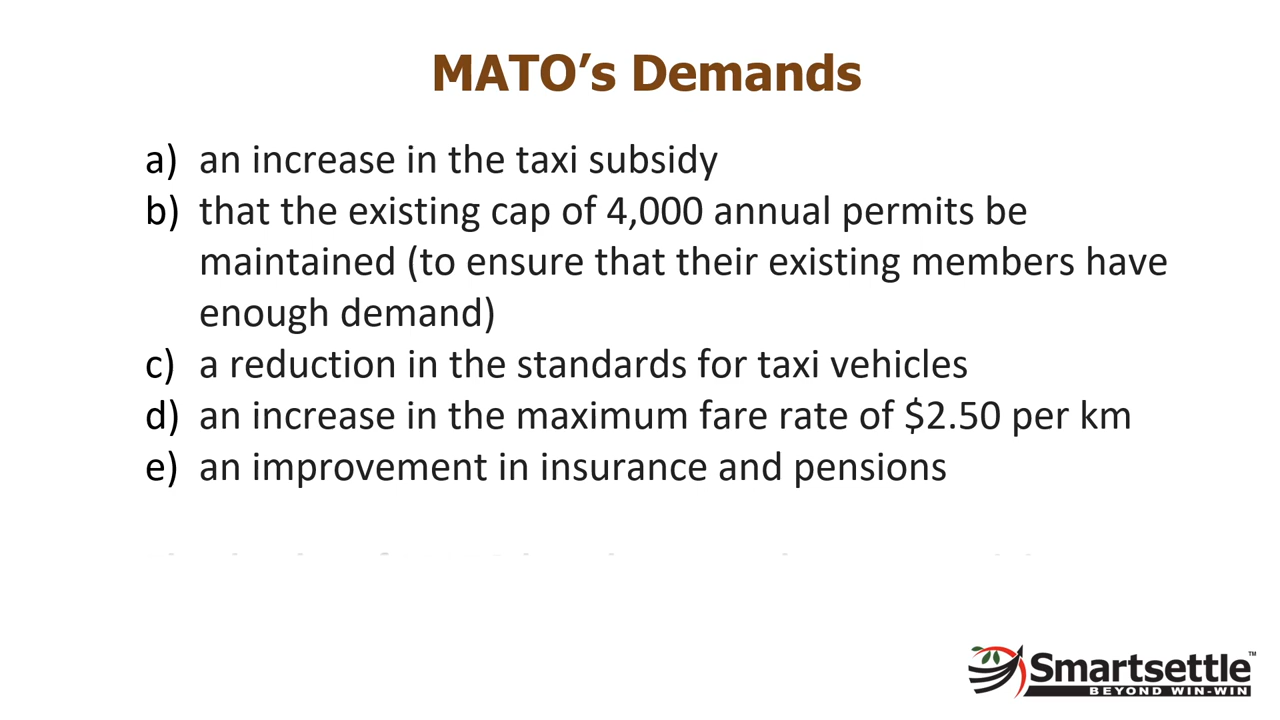 MATO’s Demands
a) an increase in the taxi subsidy
b) that the existing cap of 4,000 annual permits be
maintained (to ensure that their existing members have
enough demand)
c) a reduction in the standards for taxi vehicles
d) an increase in the maximum fare rate of $2.50 per km
e) an improvement in insurance and pensions
Smartsettle™
BEYOND WIN-WIN